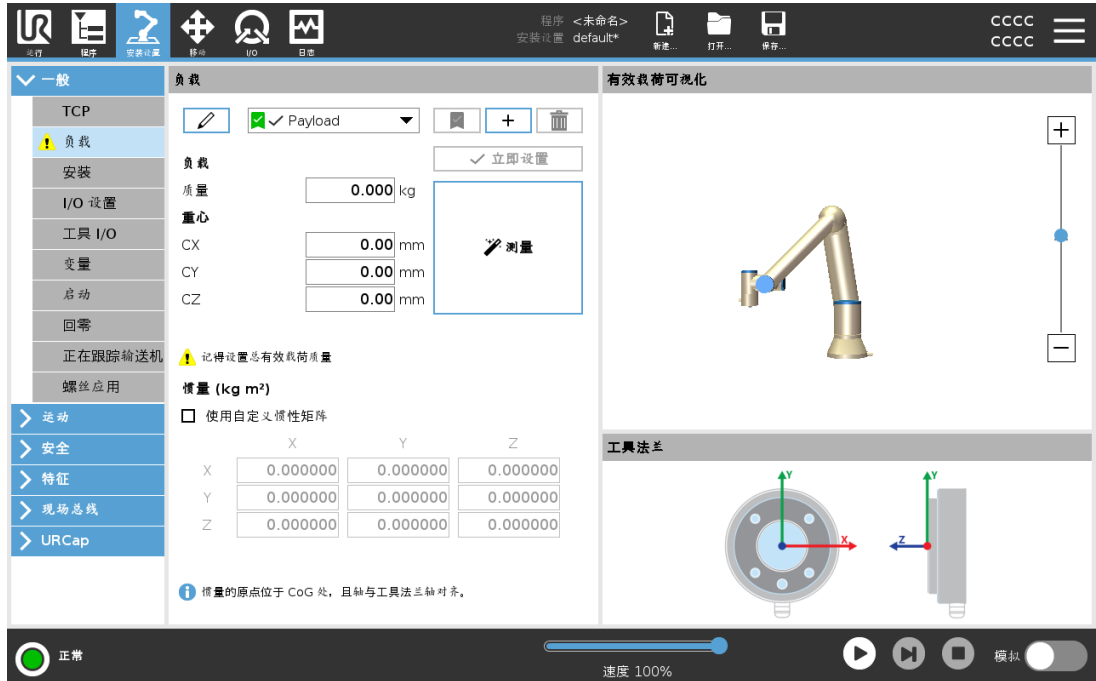 程序 <未命名>
安装设置 default*
cccc
cccc
运行 程序 安装设置 移动 I/O 日志 新建... 打开... 保存...
一般
TCP
负载
安装
I/O 设置
工具 I/O
变量
启动
回零
正在跟踪输送机
螺丝应用
运动
安全
特征
现场总线
URCap
负载
Payload
立即设置
负载
质量 0.000 kg
重心
CX 0.00 mm
CY 0.00 mm
CZ 0.00 mm
测量
记得设置总有效载荷质量
惯量 (kg m²)
使用自定义惯性矩阵
X Y Z
X 0.000000 0.000000 0.000000
Y 0.000000 0.000000 0.000000
Z 0.000000 0.000000 0.000000
惯量的原点位于 CoG 处，且轴与工具法兰轴对齐。
有效载荷可视化
工具法兰
Y
X
Y
Z
正常
速度 100%
模拟